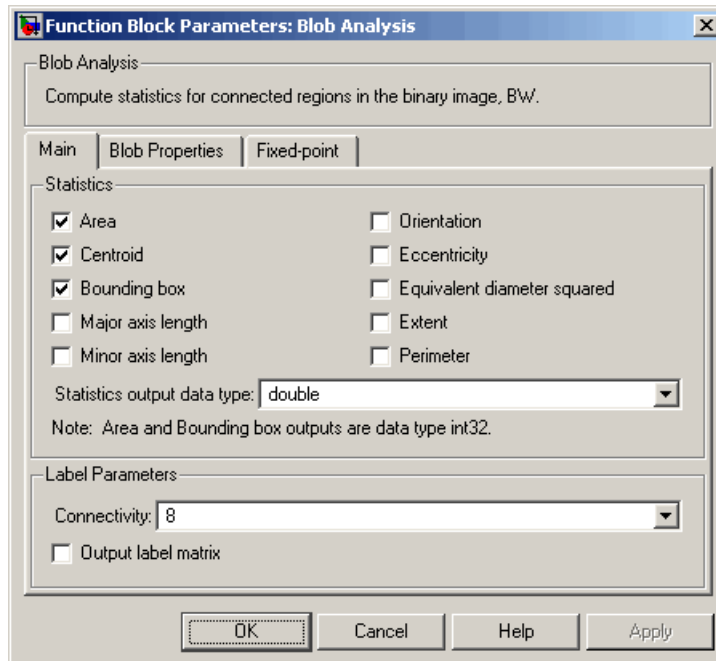 Function Block Parameters: Blob Analysis
Blob Analysis
Compute statistics for connected regions in the binary image, BW.
Main
Blob Properties
Fixed-point
Statistics
Area
Orientation
Centroid
Eccentricity
Bounding box
Equivalent diameter squared
Major axis length
Extent
Minor axis length
Perimeter
Statistics output data type: double
Note: Area and Bounding box outputs are data type int32.
Label Parameters
Connectivity: 8
Output label matrix
OK
Cancel
Help
Apply